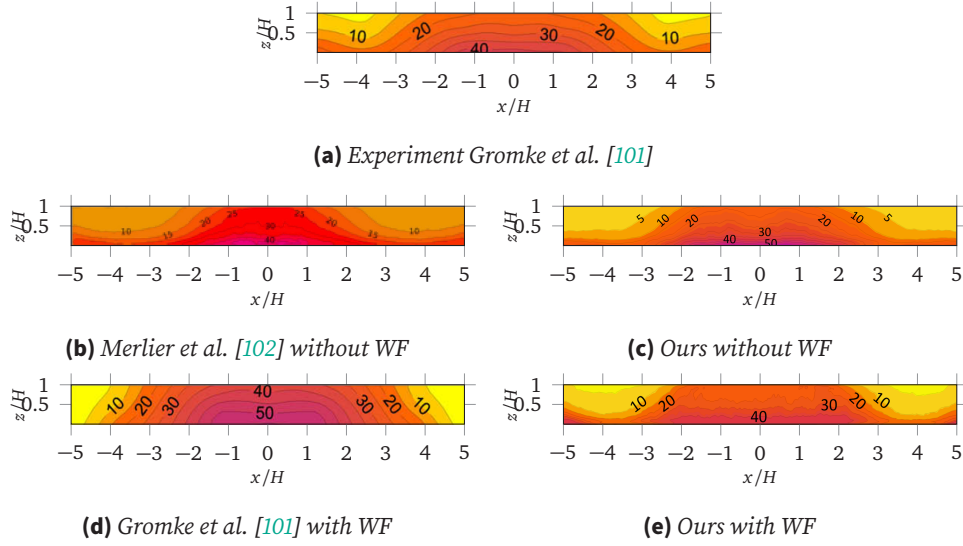 1
z/H
0.5
10 20 30 20 10
40
−5 −4 −3 −2 −1 0 1 2 3 4 5
x/H
(a) Experiment Gromke et al. [101]
1
z/H
0.5
10 15 20 25 30 40 25 20 15 10
−5 −4 −3 −2 −1 0 1 2 3 4 5
x/H
(b) Merlier et al. [102] without WF
1
z/H
0.5
5 10 20 40 30 50 20 10 5
−5 −4 −3 −2 −1 0 1 2 3 4 5
x/H
(c) Ours without WF
1
z/H
0.5
10 20 30 40 50 30 20 10
−5 −4 −3 −2 −1 0 1 2 3 4 5
x/H
(d) Gromke et al. [101] with WF
1
z/H
0.5
10 20 40 30 20 10
−5 −4 −3 −2 −1 0 1 2 3 4 5
x/H
(e) Ours with WF